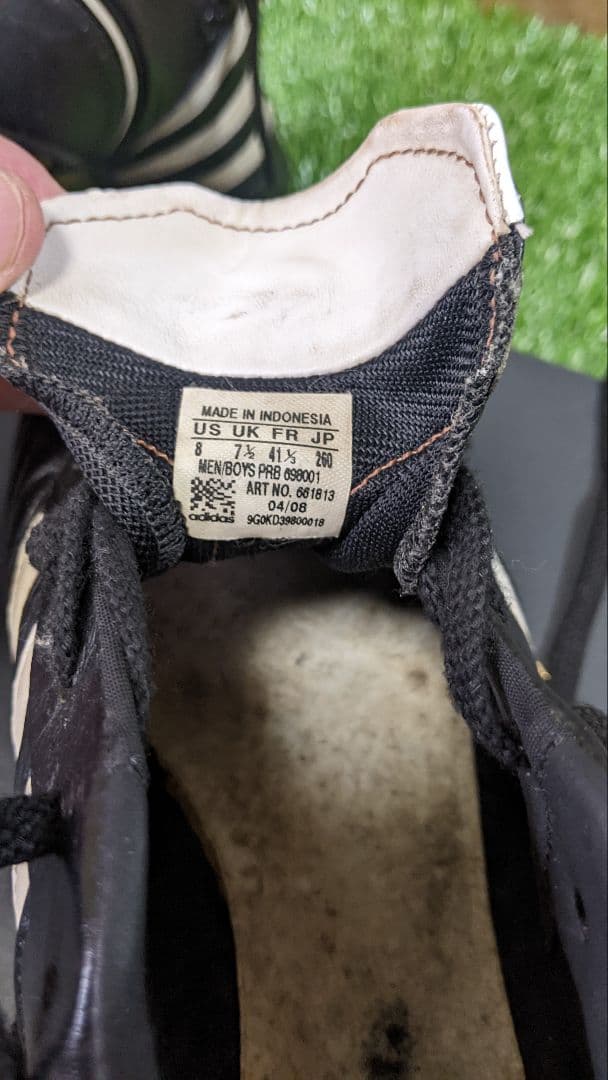 MADE IN INDONESIA
US UK FR JP
8 7½ 41⅓ 260
MEN/BOYS PRB 698001
ART NO. 661813
04/06
adidas 9G0KD39800018